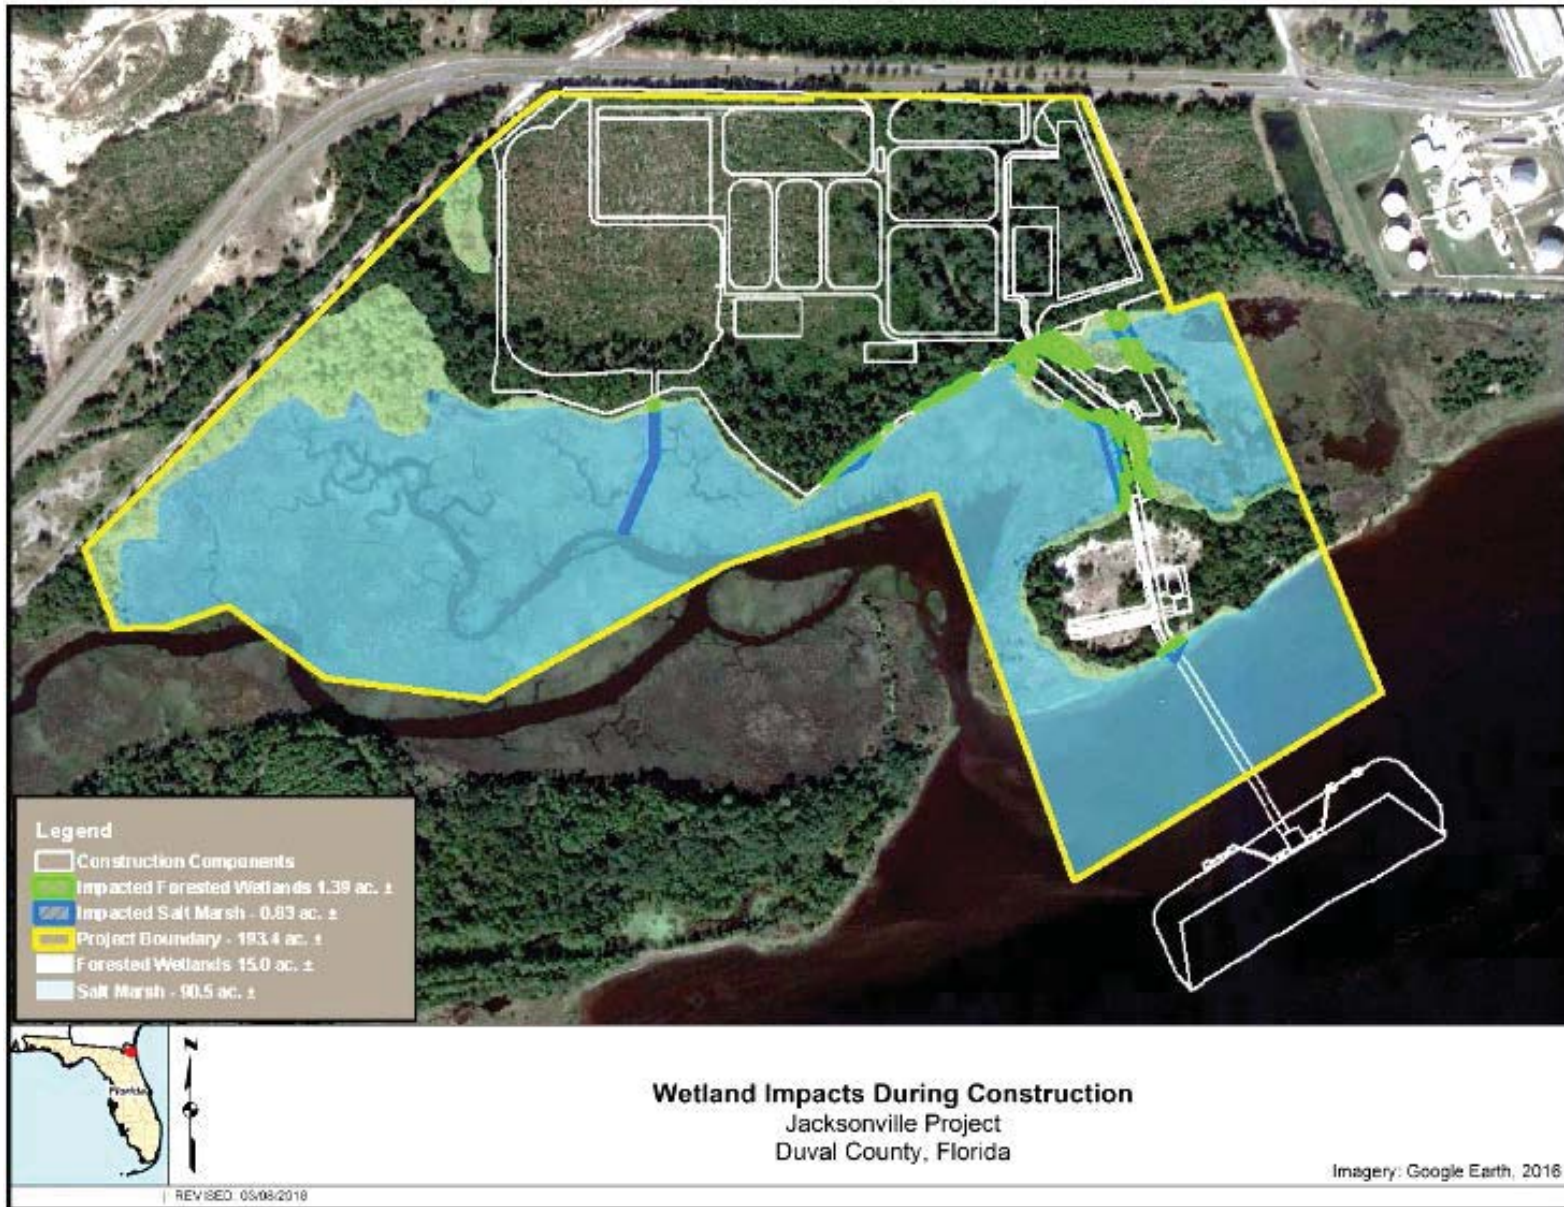 Legend
Construction Components
Impacted Forested Wetlands 1.39 ac. ±
Impacted Salt Marsh - 0.83 ac. ±
Project Boundary - 193.4 ac. ±
Forested Wetlands 15.0 ac. ±
Salt Marsh - 90.5 ac. ±
Florida
N
Wetland Impacts During Construction
Jacksonville Project
Duval County, Florida
Imagery: Google Earth, 2016
REVISED: 03/08/2018